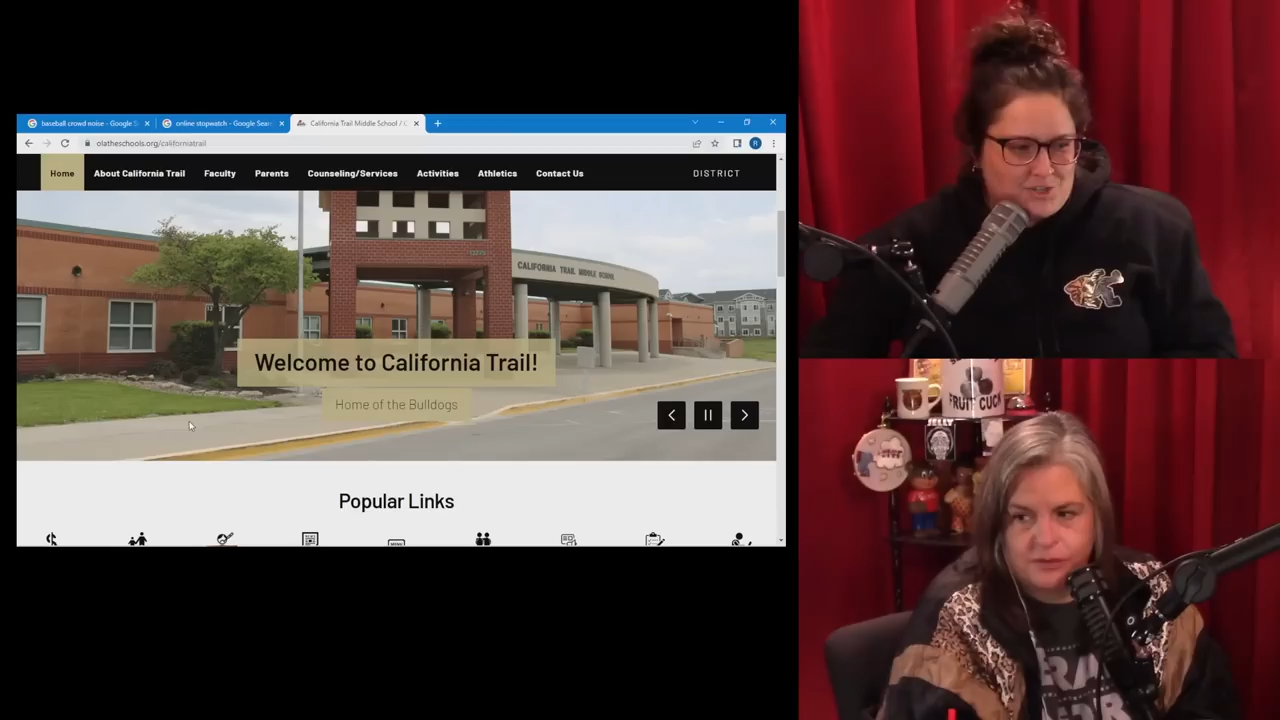 baseball crowd noise - Google S
online stopwatch - Google Sear
California Trail Middle School / C
olatheschools.org/californiatrail
R
Home
About California Trail
Faculty
Parents
Counseling/Services
Activities
Athletics
Contact Us
DISTRICT
CALIFORNIA TRAIL MIDDLE SCHOOL
Welcome to California Trail!
Home of the Bulldogs
Popular Links
MENU
FRUIT CUCK
JELLY